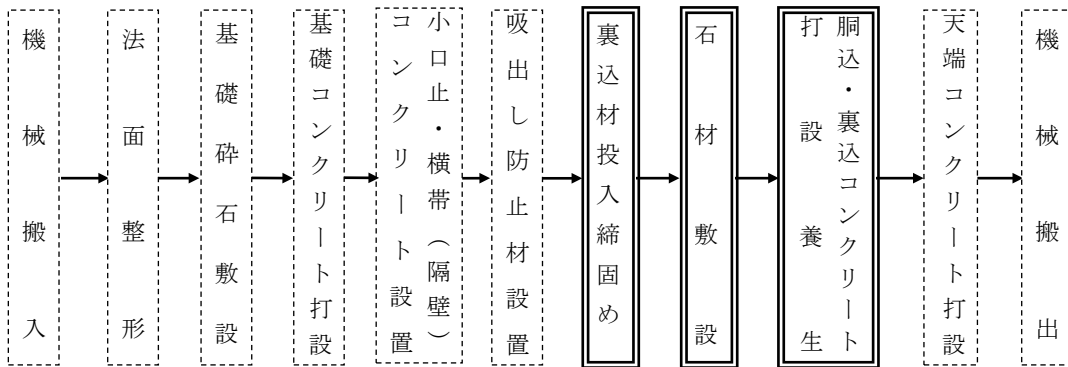 機械搬入
法面整形
基礎砕石敷設
基礎コンクリート打設
小口止・横帯（隔壁）
コンクリート設置
吸出し防止材設置
裏込材投入締固め
石材敷設
胴込・裏込コンクリート
打設養生
天端コンクリート打設
機械搬出